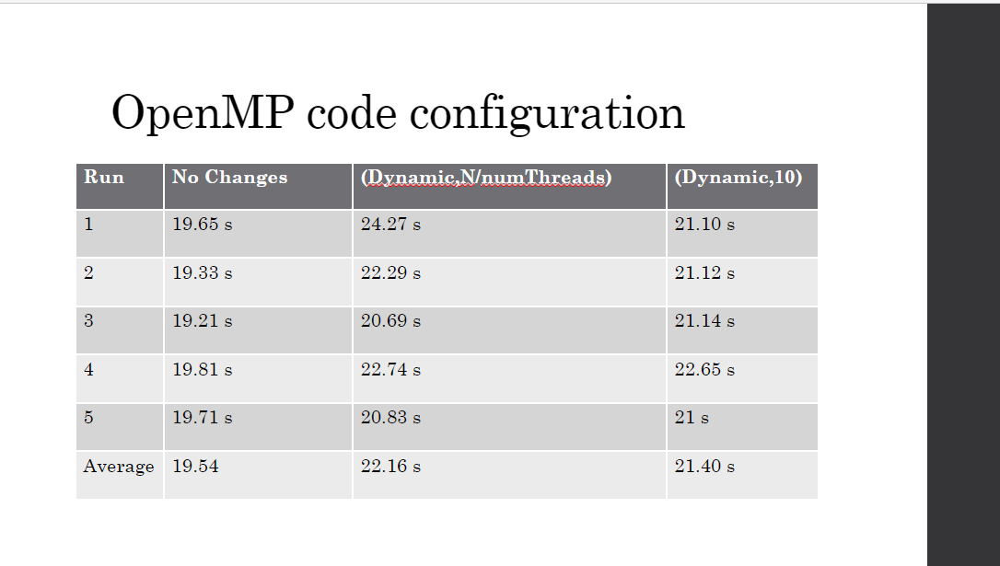 OpenMP code configuration
Run No Changes (Dynamic,N/numThreads) (Dynamic,10)
1 19.65 s 24.27 s 21.10 s
2 19.33 s 22.29 s 21.12 s
3 19.21 s 20.69 s 21.14 s
4 19.81 s 22.74 s 22.65 s
5 19.71 s 20.83 s 21 s
Average 19.54 22.16 s 21.40 s